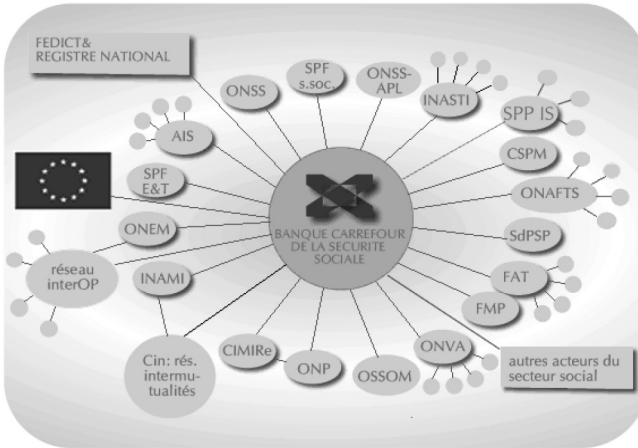 FEDICT&
REGISTRE NATIONAL
ONSS
SPF
s.soc.
ONSS-
APL
INASTI
SPP IS
AIS
CSPM
SPF
E&T
ONAFTS
ONEM
BANQUE CARREFOUR
DE LA SECURITE
SOCIALE
SdPSP
réseau
interOP
INAMI
FAT
FMP
Cin: rés.
intermu-
tualités
CIMIRe
ONP
OSSOM
ONVA
autres acteurs du
secteur social